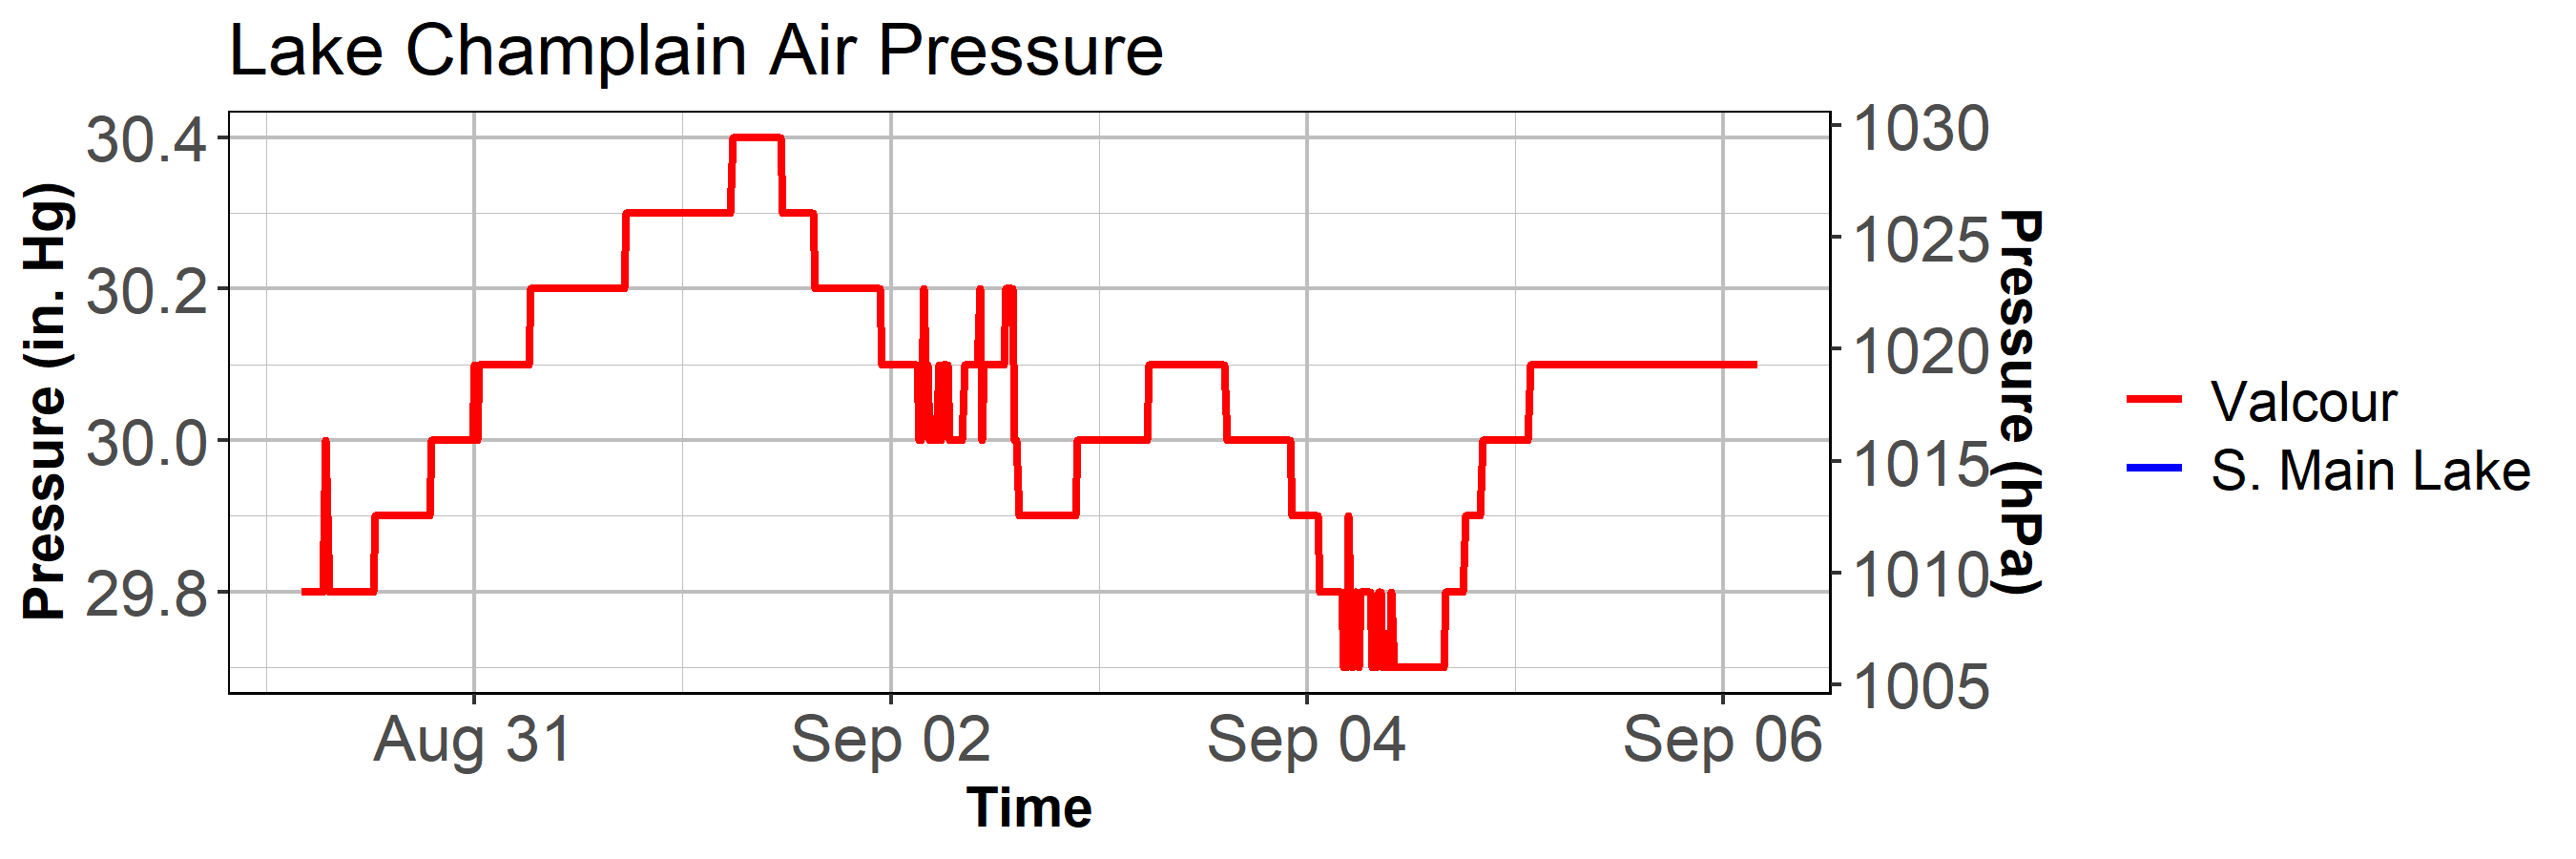 Lake Champlain Air Pressure
Pressure (in. Hg)
30.4
30.2
30.0
29.8
1030
1025
1020
1015
1010
1005
Pressure (hPa)
Aug 31
Sep 02
Sep 04
Sep 06
Time
Valcour
S. Main Lake